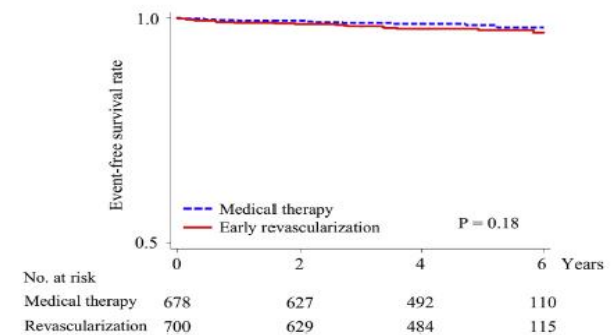 1.0
Event-free survival rate
Medical therapy
Early revascularization
P = 0.18
0.5
0 2 4 6 Years
No. at risk
Medical therapy 678 627 492 110
Revascularization 700 629 484 115